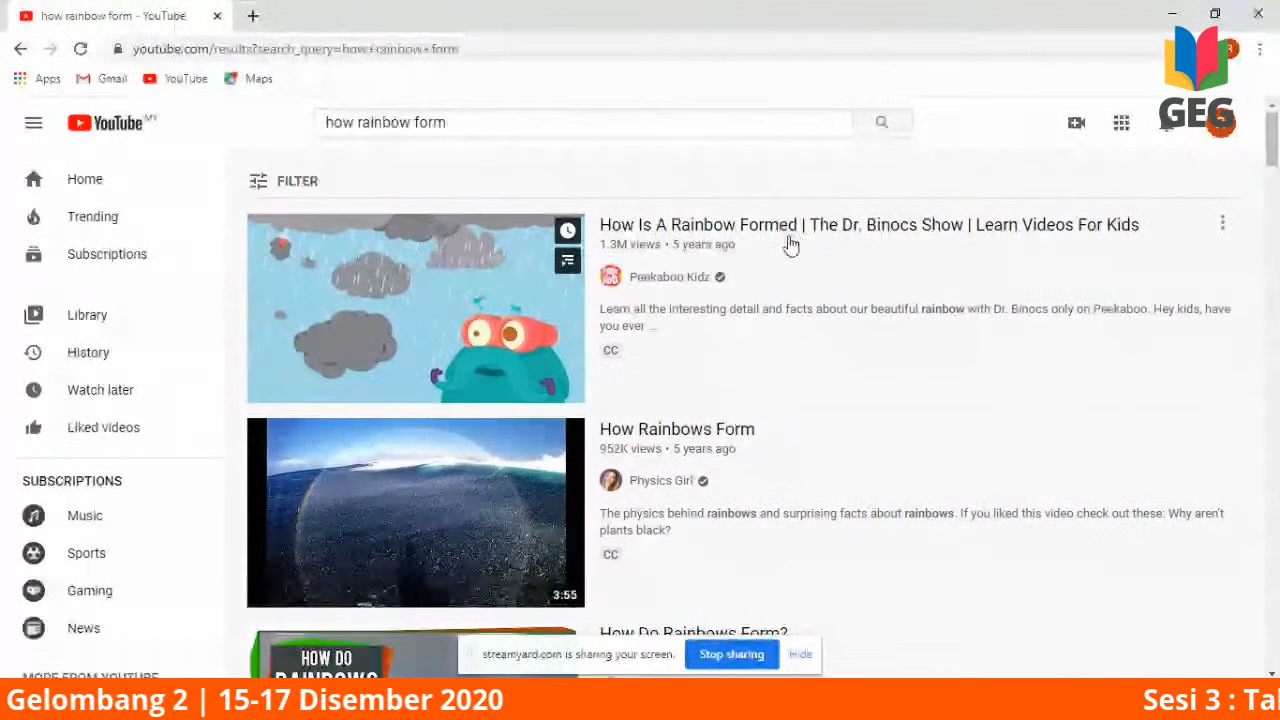 how rainbow form - YouTube
youtube.com/results?search_query=how+rainbow+form
Apps Gmail YouTube Maps
GEG
YouTube MY
how rainbow form
Home
Trending
Subscriptions
Library
History
Watch later
Liked videos
SUBSCRIPTIONS
Music
Sports
Gaming
News
MORE FROM YOUTUBE
FILTER
How Is A Rainbow Formed | The Dr. Binocs Show | Learn Videos For Kids
1.3M views • 5 years ago
Peekaboo Kidz
Learn all the interesting detail and facts about our beautiful rainbow with Dr. Binocs only on Peekaboo. Hey kids, have
you ever ...
CC
3:55
How Rainbows Form
952K views • 5 years ago
Physics Girl
The physics behind rainbows and surprising facts about rainbows. If you liked this video check out these: Why aren't
plants black?
CC
HOW DO
RAINBOWS
How Do Rainbows Form?
streamyard.com is sharing your screen. Stop sharing Hide
Gelombang 2 | 15-17 Disember 2020
Sesi 3 : Tal